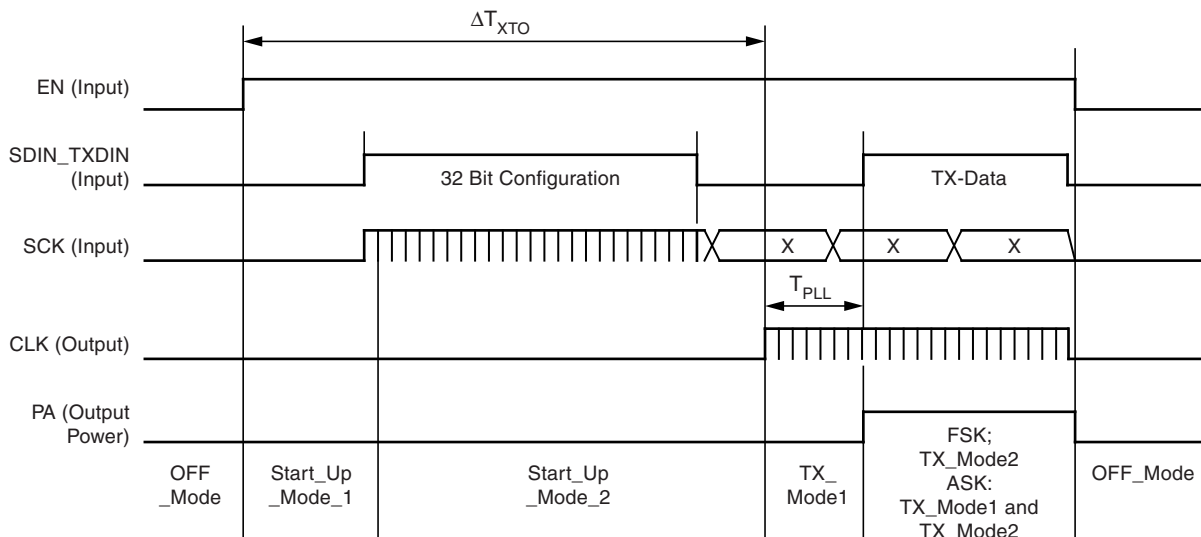 ΔT_XTO
EN (Input)
SDIN_TXDIN
(Input)
32 Bit Configuration
TX-Data
SCK (Input)
X
X
X
T_PLL
CLK (Output)
PA (Output
Power)
OFF
_Mode
Start_Up
_Mode_1
Start_Up
_Mode_2
TX_
Mode1
FSK;
TX_Mode2
ASK:
TX_Mode1 and
TX_Mode2
OFF_Mode